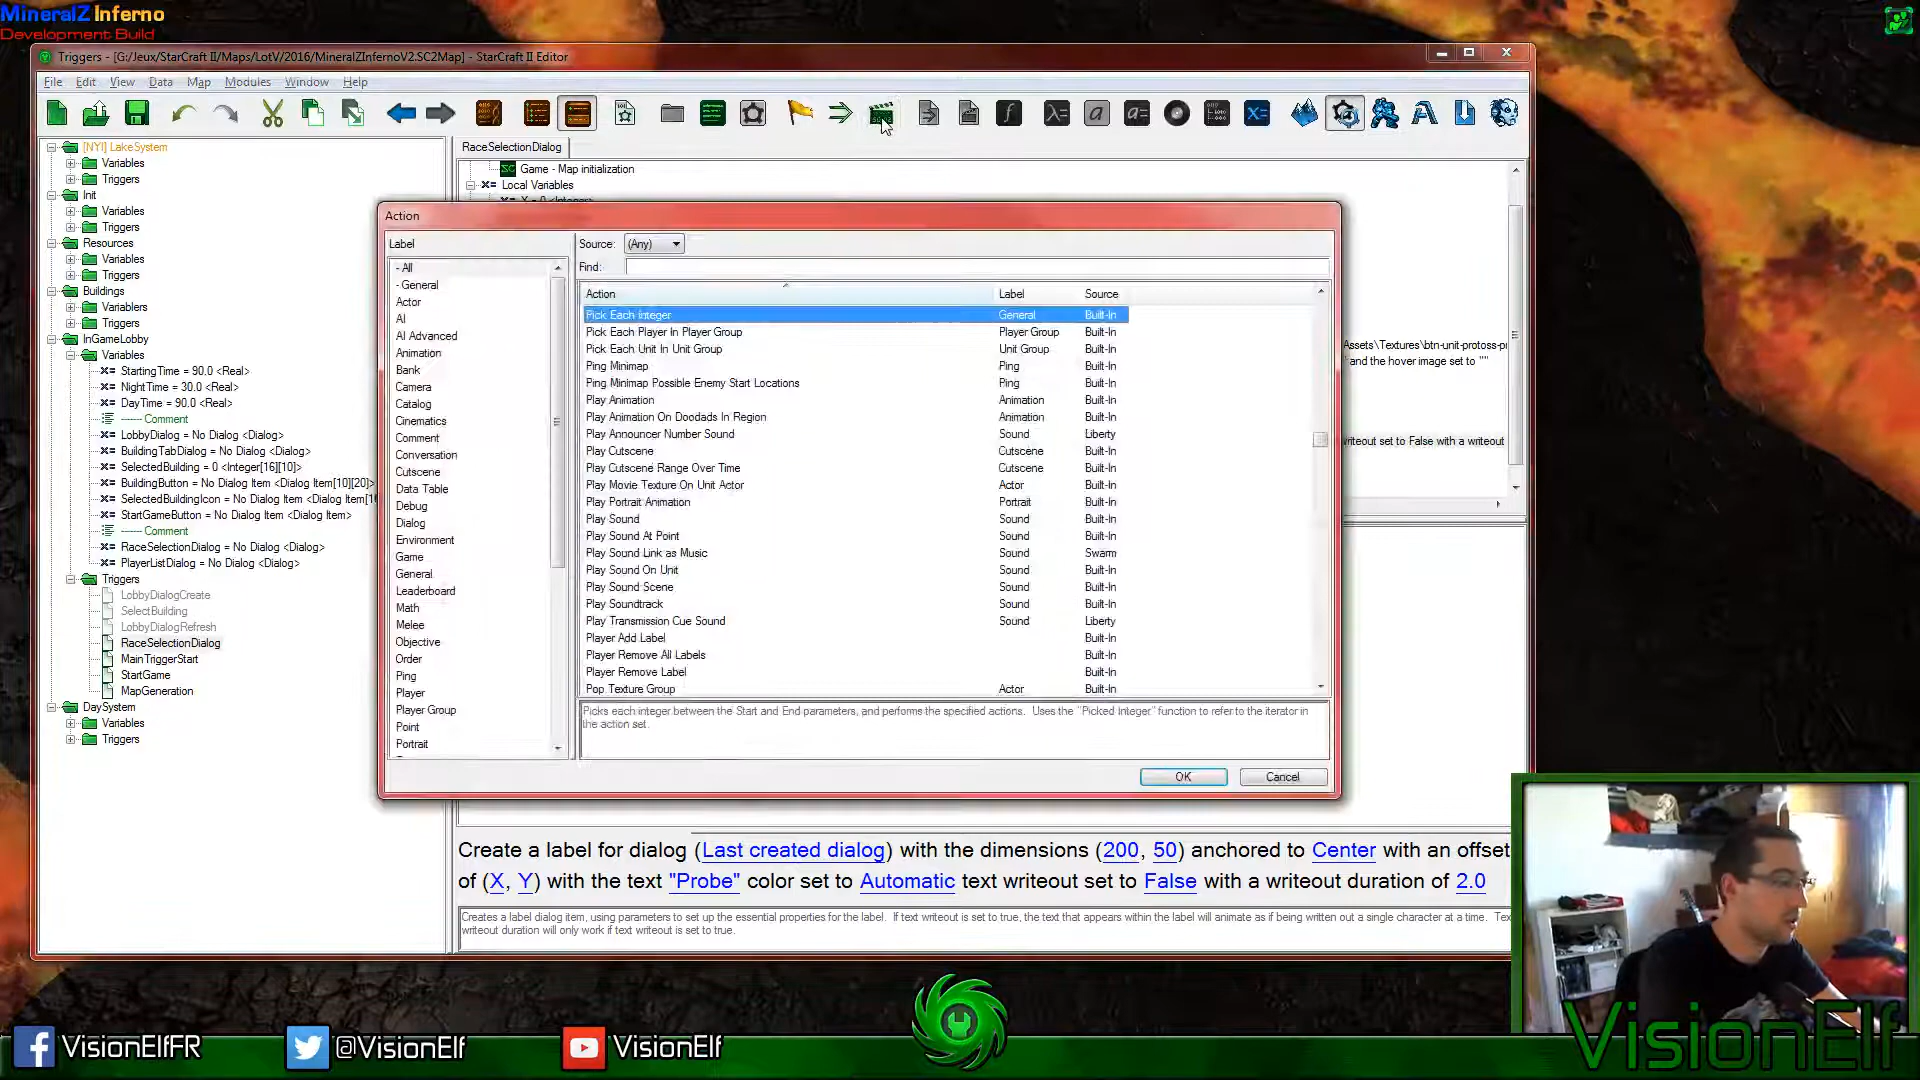 MineralZ Inferno
Development Build
Triggers - [G:/Jeux/StarCraft II/Maps/LotV/2016/MineralZInfernoV2.SC2Map] - StarCraft II Editor
File Edit View Data Map Modules Window Help
[NYI] LakeSystem
Variables
Triggers
Init
Variables
Triggers
Resources
Variables
Triggers
Buildings
Variablers
Triggers
InGameLobby
Variables
StartingTime = 90.0 <Real>
NightTime = 30.0 <Real>
DayTime = 90.0 <Real>
------- Comment
LobbyDialog = No Dialog <Dialog>
BuildingTabDialog = No Dialog <Dialog>
SelectedBuilding = 0 <Integer[16][10]>
BuildingButton = No Dialog Item <Dialog Item[10][20]>
SelectedBuildingIcon = No Dialog Item <Dialog Item[1
StartGameButton = No Dialog Item <Dialog Item>
------- Comment
RaceSelectionDialog = No Dialog <Dialog>
PlayerListDialog = No Dialog <Dialog>
Triggers
LobbyDialogCreate
SelectBuilding
LobbyDialogRefresh
RaceSelectionDialog
MainTriggerStart
StartGame
MapGeneration
DaySystem
Variables
Triggers
RaceSelectionDialog
Game - Map initialization
Local Variables
X = 0 <Integer>
Assets\Textures\btn-unit-protoss-p
" and the hover image set to ""
writeout set to False with a writeout
Action
Label
- All
- General
Actor
AI
AI Advanced
Animation
Bank
Camera
Catalog
Cinematics
Comment
Conversation
Cutscene
Data Table
Debug
Dialog
Environment
Game
General
Leaderboard
Math
Melee
Objective
Order
Ping
Player
Player Group
Point
Portrait
Source: (Any)
Find:
Action Label Source
Pick Each Integer General Built-In
Pick Each Player In Player Group Player Group Built-In
Pick Each Unit In Unit Group Unit Group Built-In
Ping Minimap Ping Built-In
Ping Minimap Possible Enemy Start Locations Ping Built-In
Play Animation Animation Built-In
Play Animation On Doodads In Region Animation Built-In
Play Announcer Number Sound Sound Liberty
Play Cutscene Cutscene Built-In
Play Cutscene Range Over Time Cutscene Built-In
Play Movie Texture On Unit Actor Actor Built-In
Play Portrait Animation Portrait Built-In
Play Sound Sound Built-In
Play Sound At Point Sound Built-In
Play Sound Link as Music Sound Swarm
Play Sound On Unit Sound Built-In
Play Sound Scene Sound Built-In
Play Soundtrack Sound Built-In
Play Transmission Cue Sound Sound Liberty
Player Add Label Built-In
Player Remove All Labels Built-In
Player Remove Label Built-In
Pop Texture Group Actor Built-In
Picks each integer between the Start and End parameters, and performs the specified actions. Uses the "Picked Integer" function to refer to the iterator in
the action set.
OK Cancel
Create a label for dialog (Last created dialog) with the dimensions (200, 50) anchored to Center with an offset
of (X, Y) with the text "Probe" color set to Automatic text writeout set to False with a writeout duration of 2.0
Creates a label dialog item, using parameters to set up the essential properties for the label. If text writeout is set to true, the text that appears within the label will animate as if being written out a single character at a time. Tex
writeout duration will only work if text writeout is set to true.
VisionElfFR @VisionElf VisionElf
VisionElf